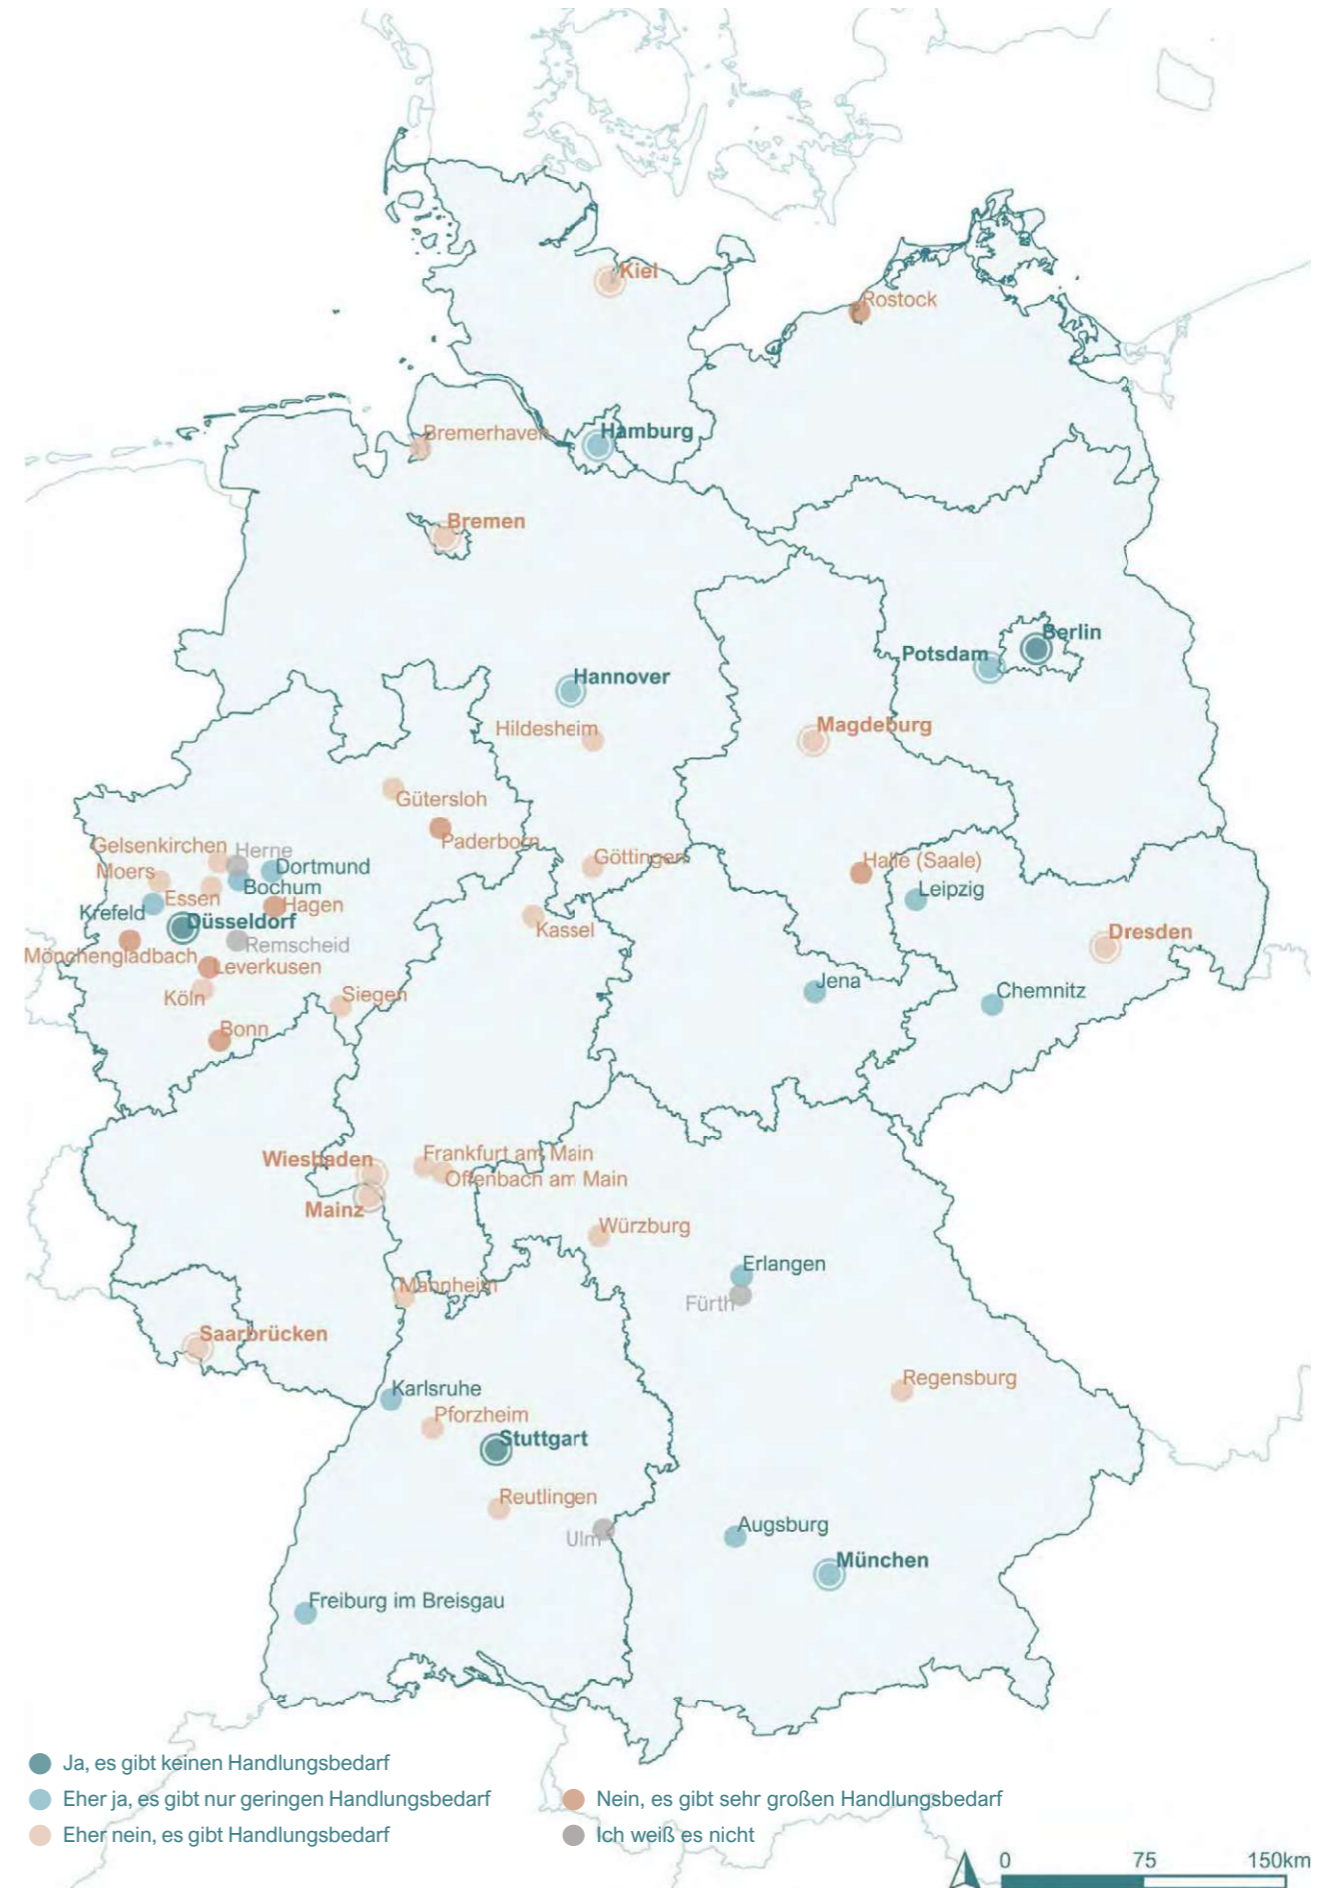 Kiel
Rostock
Bremerhaven
Hamburg
Bremen
Berlin
Potsdam
Hannover
Hildesheim
Magdeburg
Gütersloh
Paderborn
Gelsenkirchen
Herne
Göttingen
Halle (Saale)
Moers
Dortmund
Essen
Bochum
Leipzig
Krefeld
Hagen
Düsseldorf
Kassel
Dresden
Remscheid
Mönchengladbach
Leverkusen
Köln
Siegen
Jena
Chemnitz
Bonn
Wiesbaden
Frankfurt am Main
Offenbach am Main
Mainz
Würzburg
Erlangen
Mannheim
Fürth
Saarbrücken
Regensburg
Karlsruhe
Pforzheim
Stuttgart
Reutlingen
Ulm
Augsburg
München
Freiburg im Breisgau
Ja, es gibt keinen Handlungsbedarf
Eher ja, es gibt nur geringen Handlungsbedarf
Eher nein, es gibt Handlungsbedarf
Nein, es gibt sehr großen Handlungsbedarf
Ich weiß es nicht
0 75 150km